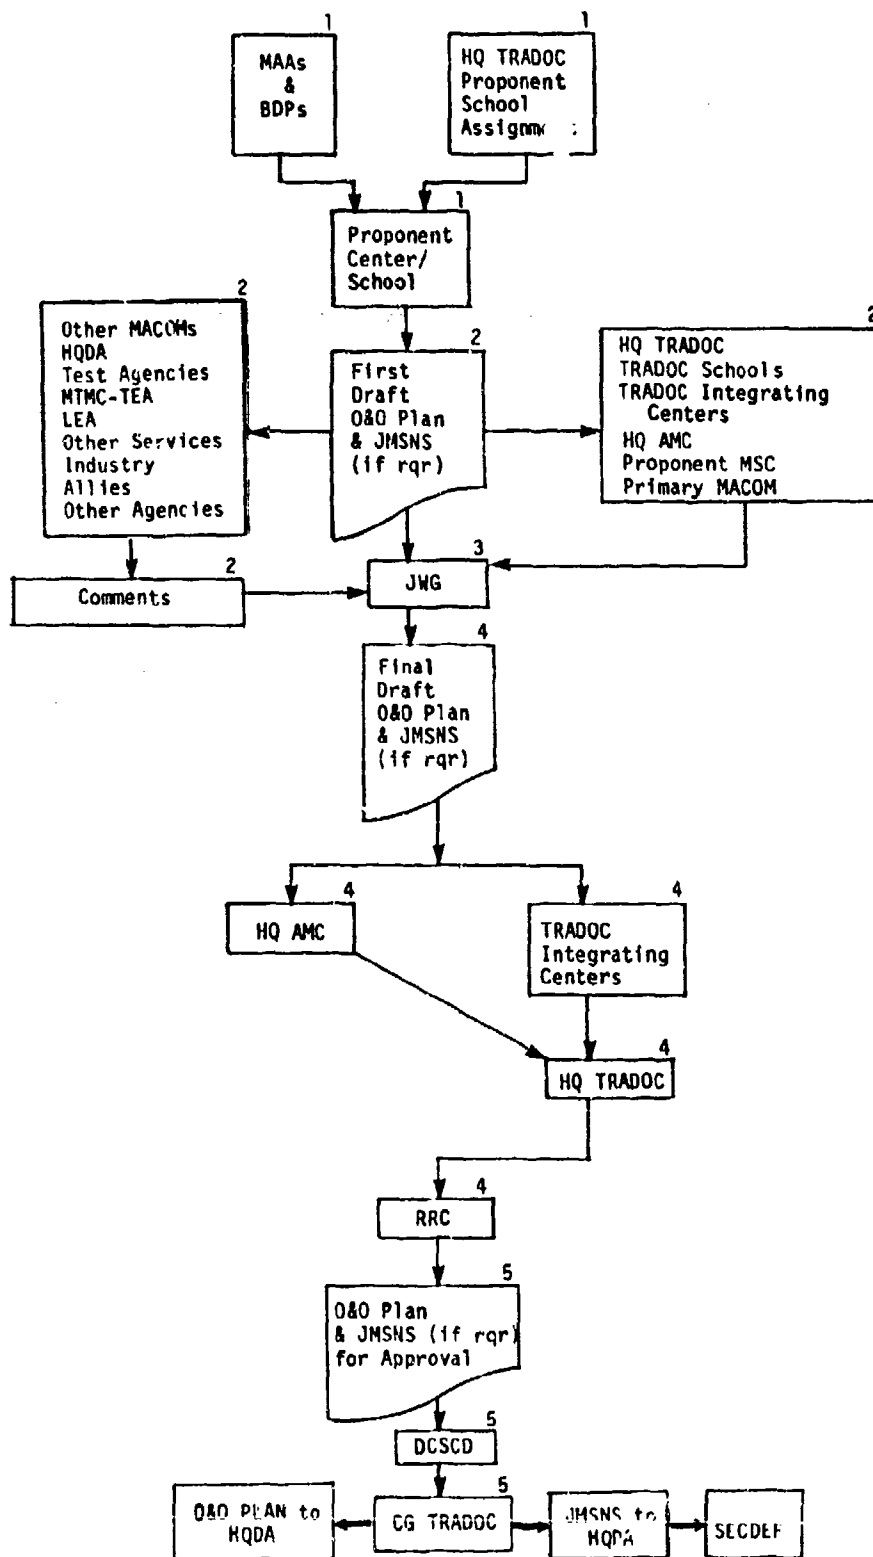 1
MAAs
&
BDPs
1
HQ TRADOC
Proponent
School
1
Proponent
Center/
School
2
Other MACOMs
HQDA
Test Agencies
MTMC-TEA
LEA
Other Services
Industry
Allies
Other Agencies
2
First
Draft
O&O Plan
& JMSNS
(if rqr)
2
HQ TRADOC
TRADOC Schools
TRADOC Integrating
Centers
HQ AMC
Proponent MSC
Primary MACOM
2
Comments
3
JWG
4
Final
Draft
O&O Plan
& JMSNS
(if rqr)
4
HQ AMC
4
TRADOC
Integrating
Centers
4
HQ TRADOC
4
RRC
5
O&O Plan
& JMSNS (if rqr)
for Approval
5
DCSCD
O&O PLAN to
HQDA
5
CG TRADOC
JMSNS to
HQDA
SECDEF